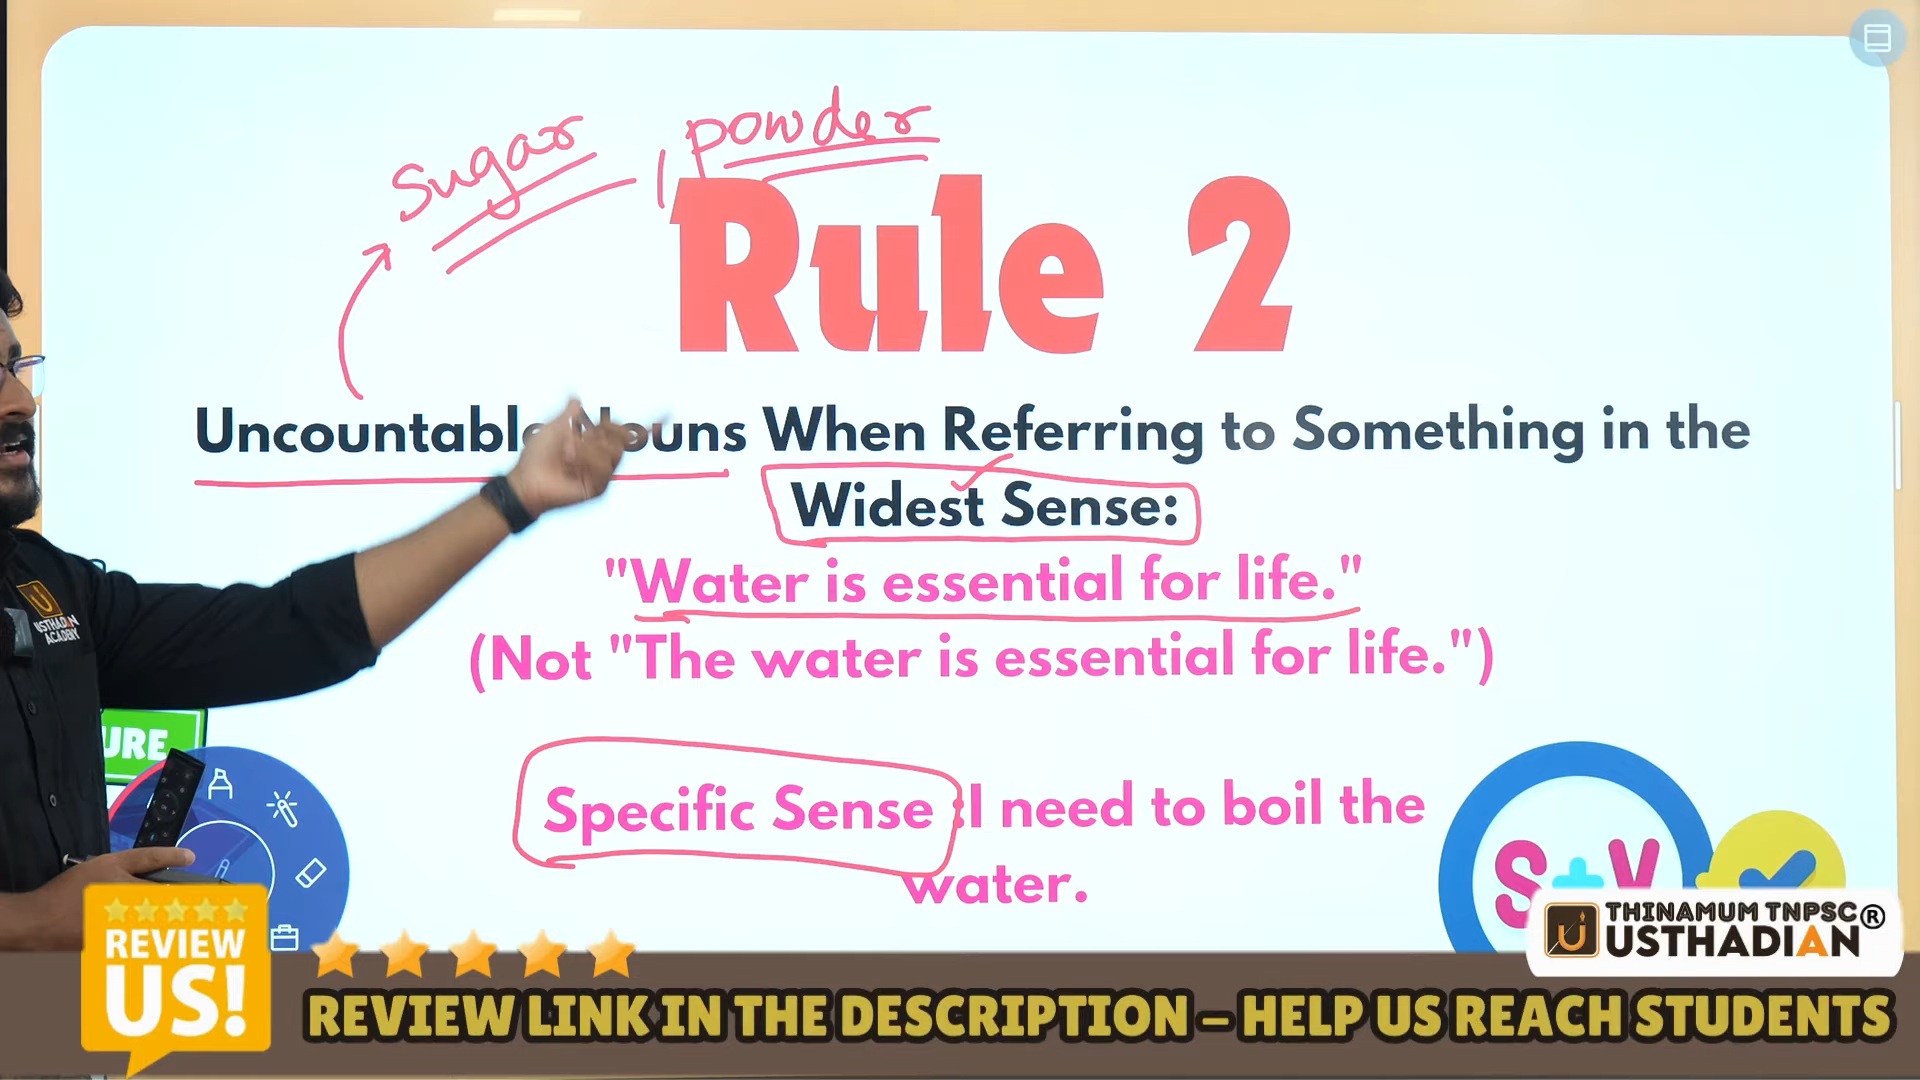 sugar, powder
Rule 2
Uncountable Nouns When Referring to Something in the
Widest Sense:
"Water is essential for life."
(Not "The water is essential for life.")
Specific Sense :I need to boil the
water.
USTHADIAN
ACADEMY
URE
S+V
REVIEW
US!
THINAMUM TNPSC
USTHADIAN®
REVIEW LINK IN THE DESCRIPTION – HELP US REACH STUDENTS